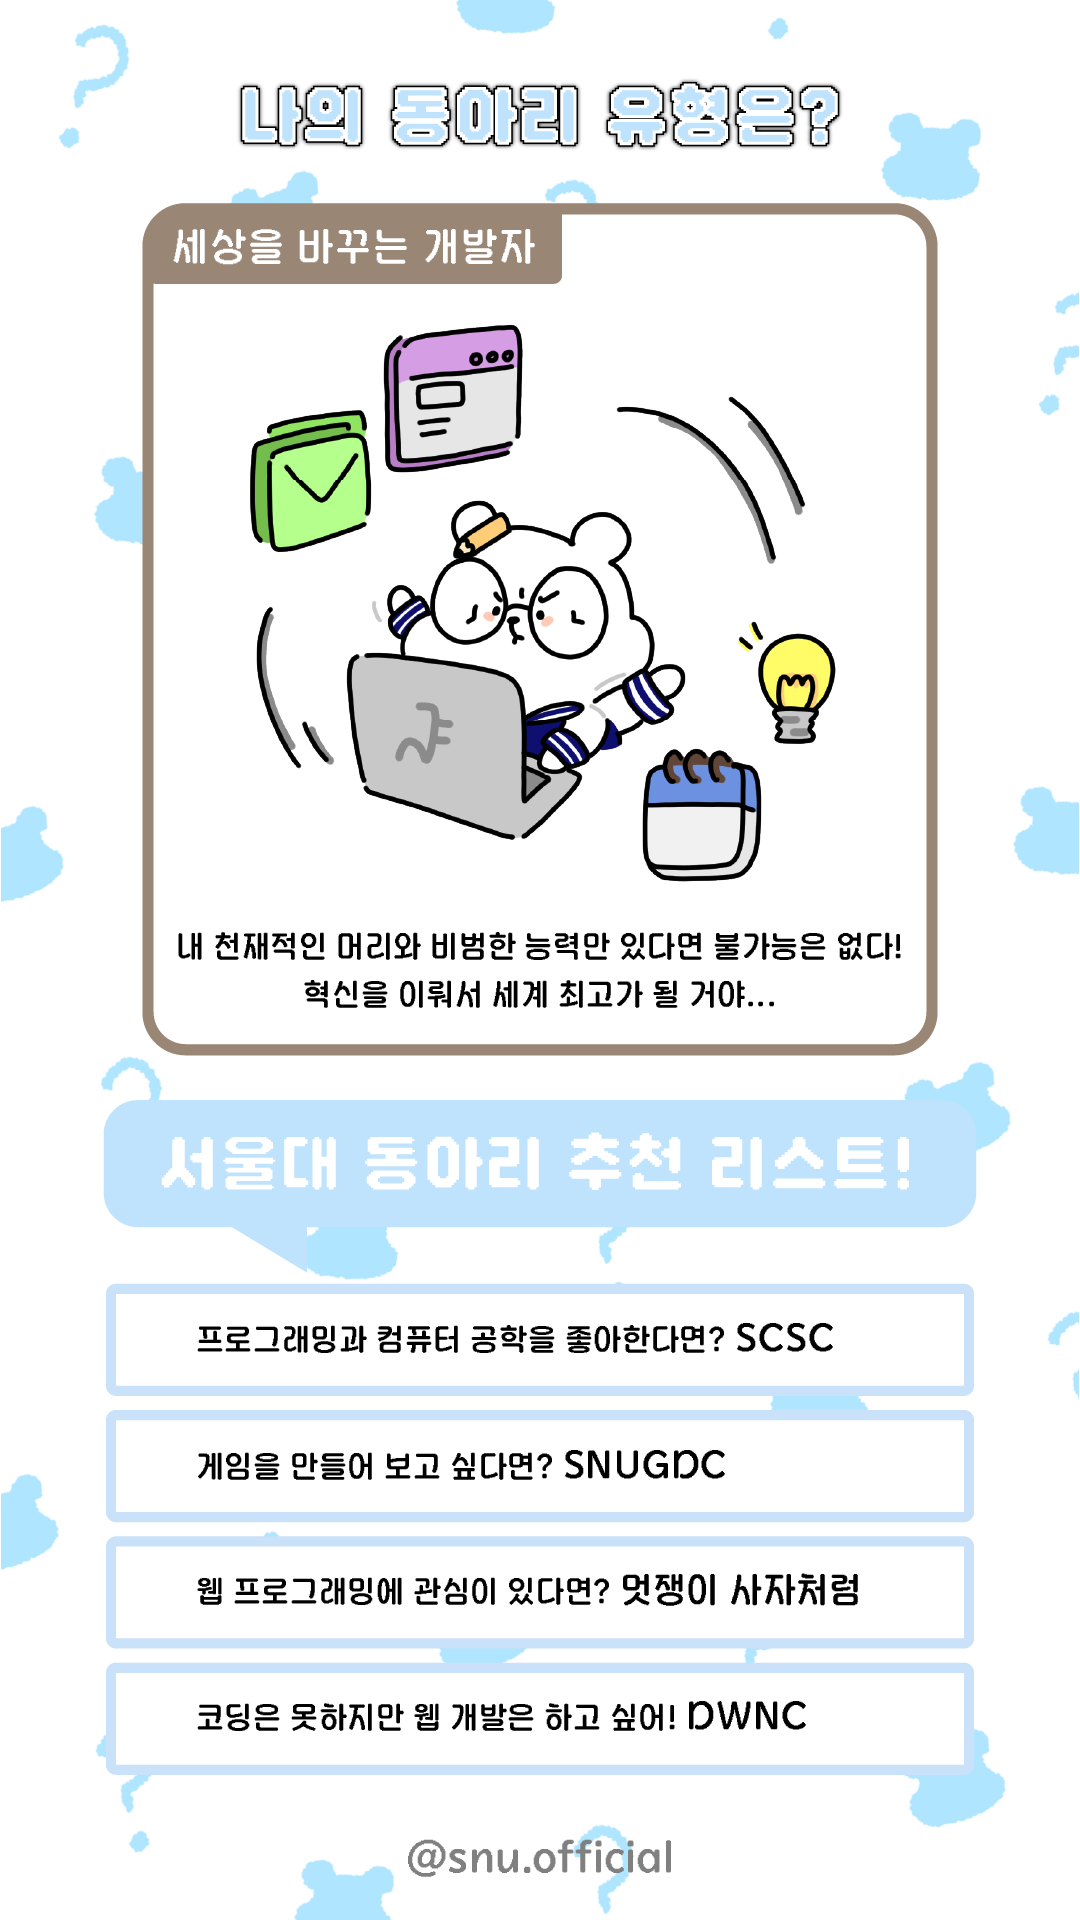 나의 동아리 유형은?
세상을 바꾸는 개발자
샤
내 천재적인 머리와 비범한 능력만 있다면 불가능은 없다!
혁신을 이뤄서 세계 최고가 될 거야...
서울대 동아리 추천 리스트!
프로그래밍과 컴퓨터 공학을 좋아한다면? SCSC
게임을 만들어 보고 싶다면? SNUGDC
웹 프로그래밍에 관심이 있다면? 멋쟁이 사자처럼
코딩은 못하지만 웹 개발은 하고 싶어! DWNC
@snu.official